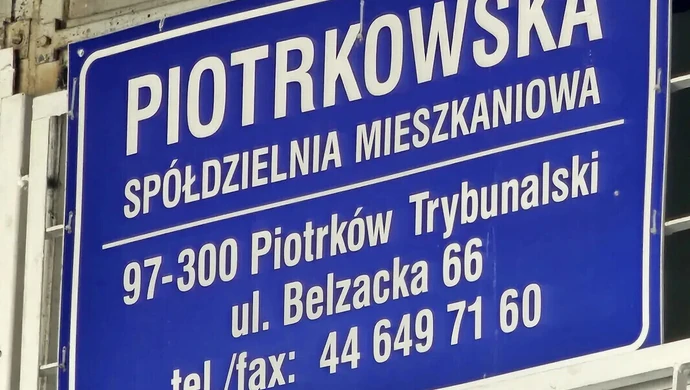 PIOTRKOWSKA
SPÓŁDZIELNIA MIESZKANIOWA
97-300 Piotrków Trybunalski
ul. Belzacka 66
tel./fax: 44 649 71 60